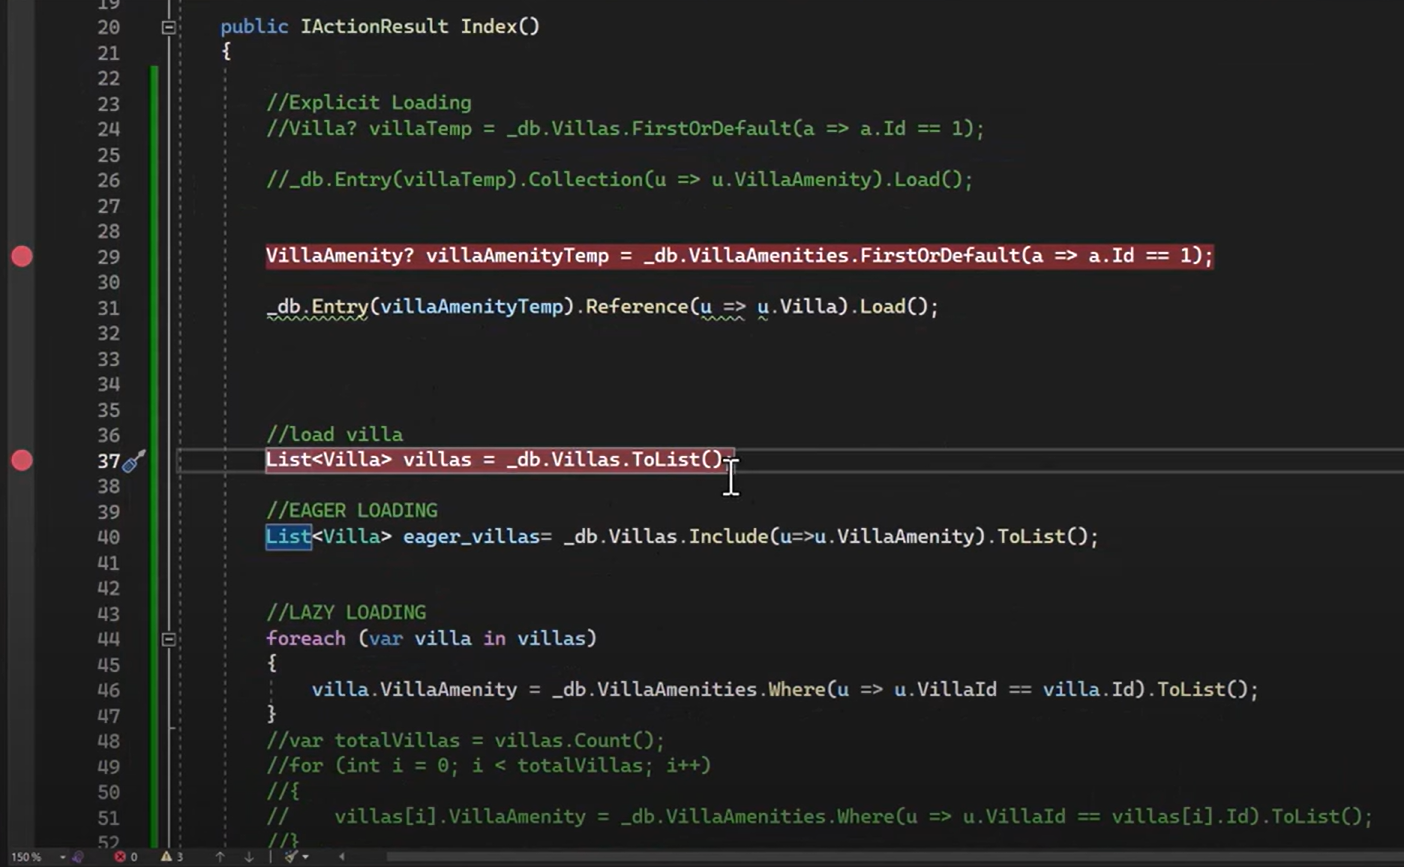 19
20 public IActionResult Index()
21 {
22
23 //Explicit Loading
24 //Villa? villaTemp = _db.Villas.FirstOrDefault(a => a.Id == 1);
25
26 //_db.Entry(villaTemp).Collection(u => u.VillaAmenity).Load();
27
28
29 VillaAmenity? villaAmenityTemp = _db.VillaAmenities.FirstOrDefault(a => a.Id == 1);
30
31 _db.Entry(villaAmenityTemp).Reference(u => u.Villa).Load();
32
33
34
35
36 //load villa
37 List<Villa> villas = _db.Villas.ToList();
38
39 //EAGER LOADING
40 List<Villa> eager_villas= _db.Villas.Include(u=>u.VillaAmenity).ToList();
41
42
43 //LAZY LOADING
44 foreach (var villa in villas)
45 {
46 villa.VillaAmenity = _db.VillaAmenities.Where(u => u.VillaId == villa.Id).ToList();
47 }
48 //var totalVillas = villas.Count();
49 //for (int i = 0; i < totalVillas; i++)
50 //{
51 // villas[i].VillaAmenity = _db.VillaAmenities.Where(u => u.VillaId == villas[i].Id).ToList();
52 //}
150 % 0 3